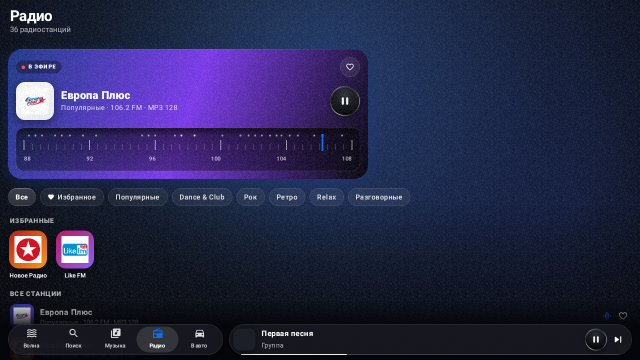 Радио
36 радиостанций
В ЭФИРЕ
Европа Плюс
Популярные · 106.2 FM · MP3 128
88 92 96 100 104 108
Все
Избранное
Популярные
Dance & Club
Рок
Ретро
Relax
Разговорные
ИЗБРАННЫЕ
Like fm
Новое Радио
Like FM
ВСЕ СТАНЦИИ
Европа Плюс
Волна
Поиск
Музыка
Радио
В авто
Первая песня
Группа